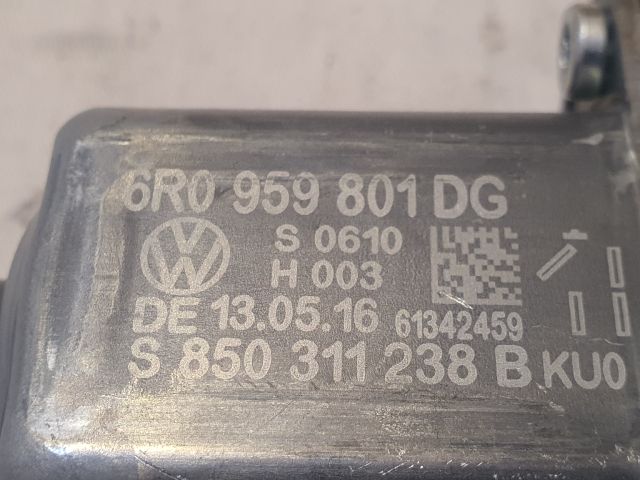 6R0 959 801 DG
S 0610
H 003
DE 13.05.16 61342459
S 850 311 238 B KU0